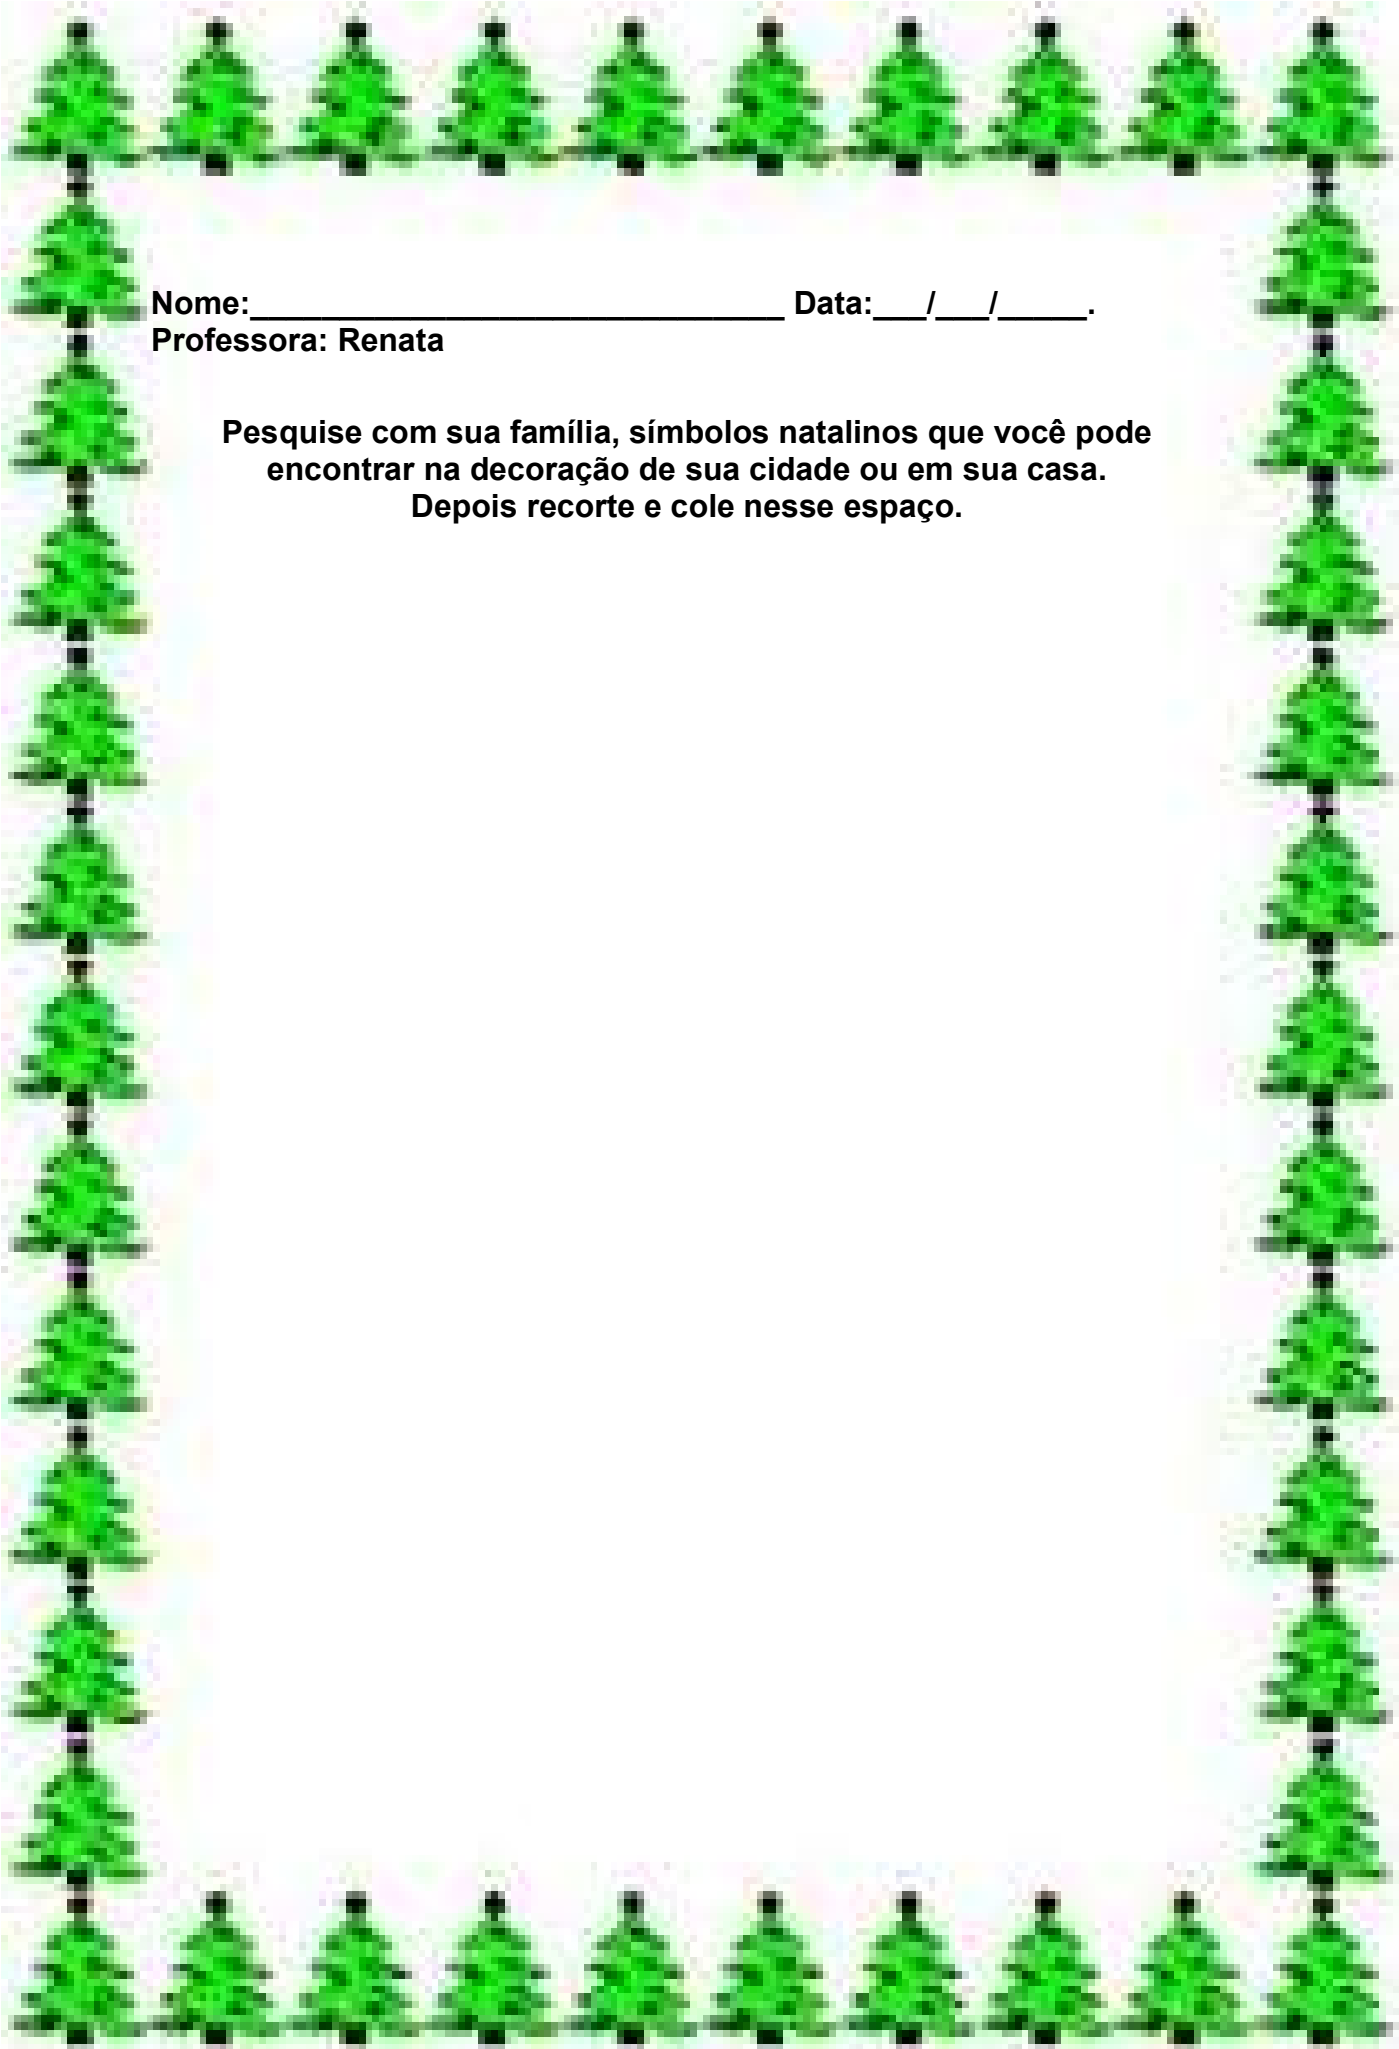 Nome:______________________________ Data:___/___/_____.
Professora: Renata
Pesquise com sua família, símbolos natalinos que você pode
encontrar na decoração de sua cidade ou em sua casa.
Depois recorte e cole nesse espaço.